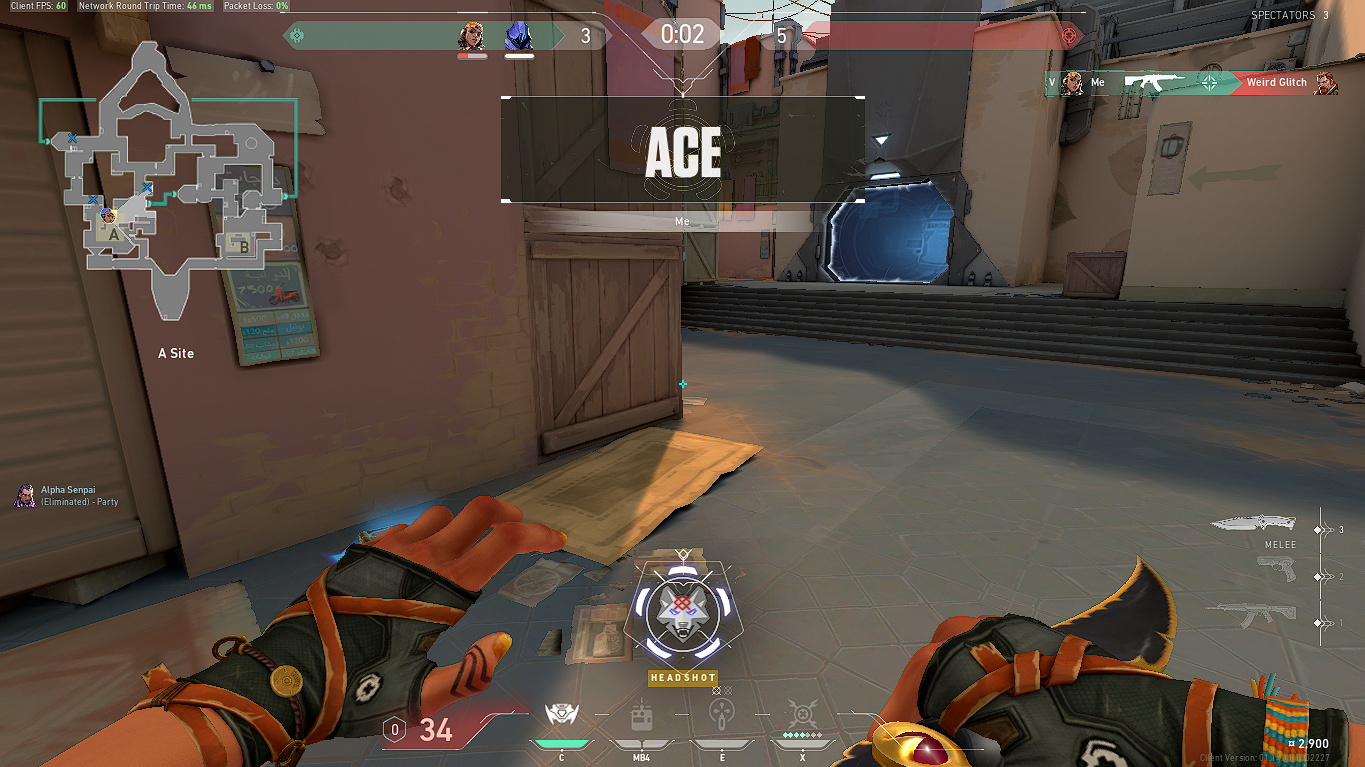 Client FPS: 60 Network Round Trip Time: 46 ms Packet Loss: 0%
SPECTATORS 3
3 0:02 5
V Me Weird Glitch
ACE
Me
A
B
A Site
7500
Alpha Senpai
(Eliminated) - Party
3
MELEE
2
1
HEADSHOT
0 34
C MB4 E X
¤ 2,900